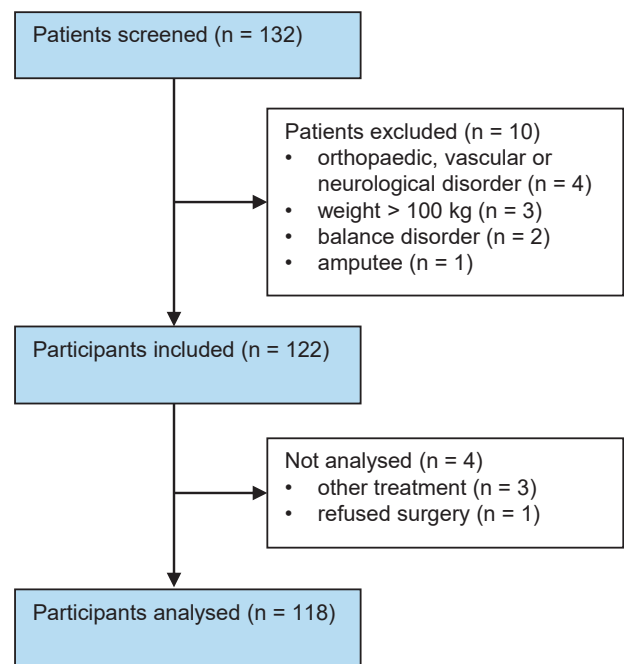 Patients screened (n = 132)
Patients excluded (n = 10)
• orthopaedic, vascular or
neurological disorder (n = 4)
• weight > 100 kg (n = 3)
• balance disorder (n = 2)
• amputee (n = 1)
Participants included (n = 122)
Not analysed (n = 4)
• other treatment (n = 3)
• refused surgery (n = 1)
Participants analysed (n = 118)